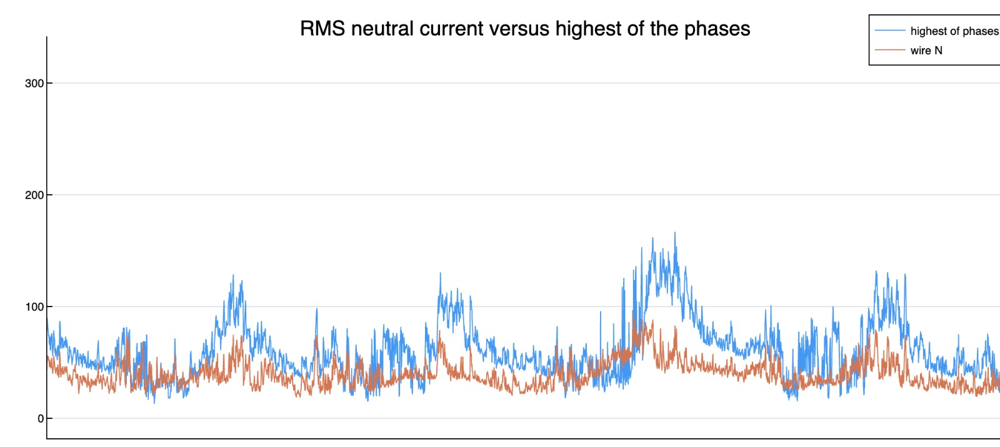 RMS neutral current versus highest of the phases
highest of phases
wire N
300
200
100
0